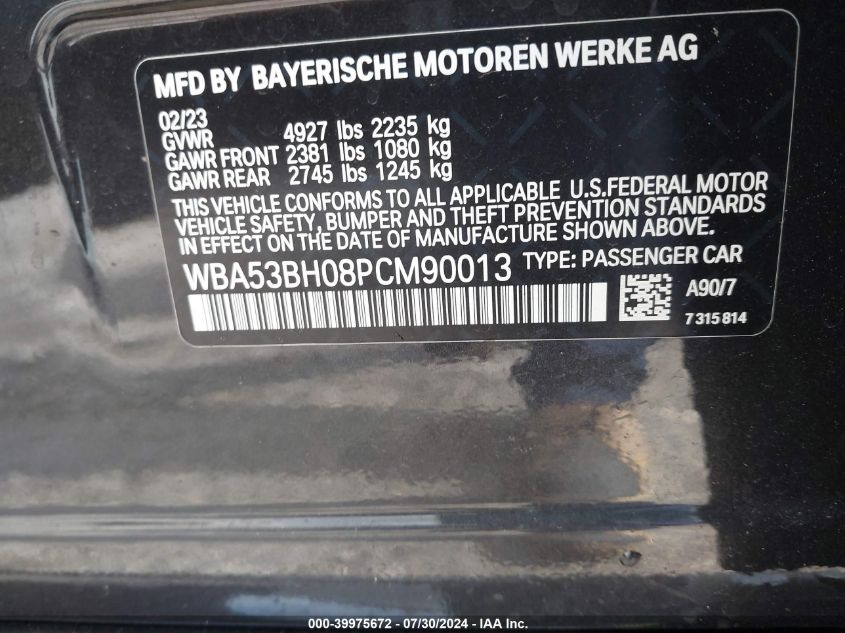 MFD BY BAYERISCHE MOTOREN WERKE AG
02/23
GVWR 4927 lbs 2235 kg
GAWR FRONT 2381 lbs 1080 kg
GAWR REAR 2745 lbs 1245 kg
THIS VEHICLE CONFORMS TO ALL APPLICABLE U.S.FEDERAL MOTOR
VEHICLE SAFETY, BUMPER AND THEFT PREVENTION STANDARDS
IN EFFECT ON THE DATE OF MANUFACTURE SHOWN ABOVE.
WBA53BH08PCM90013 TYPE: PASSENGER CAR
A90/7
7 315 814
000-39975672 - 07/30/2024 - IAA Inc.